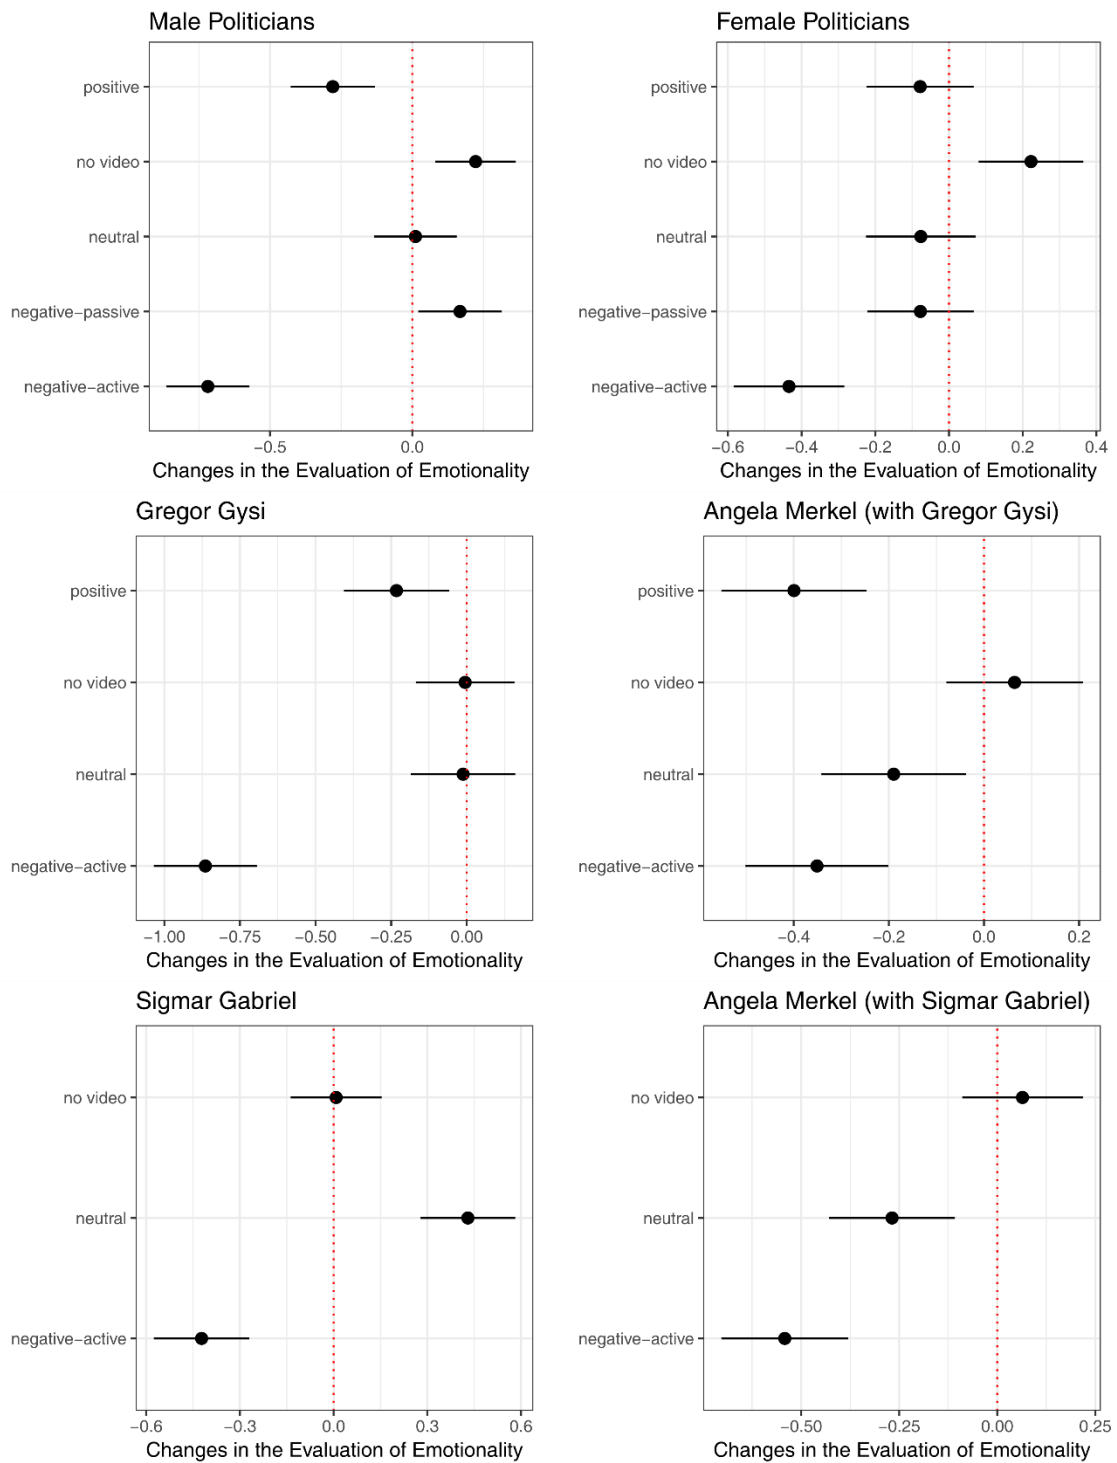 Male Politicians
positive
no video
neutral
negative−passive
negative−active
−0.5 0.0
Changes in the Evaluation of Emotionality
Female Politicians
positive
no video
neutral
negative−passive
negative−active
−0.6 −0.4 −0.2 0.0 0.2 0.4
Changes in the Evaluation of Emotionality
Gregor Gysi
positive
no video
neutral
negative−active
−1.00 −0.75 −0.50 −0.25 0.00
Changes in the Evaluation of Emotionality
Angela Merkel (with Gregor Gysi)
positive
no video
neutral
negative−active
−0.4 −0.2 0.0 0.2
Changes in the Evaluation of Emotionality
Sigmar Gabriel
no video
neutral
negative−active
−0.6 −0.3 0.0 0.3 0.6
Changes in the Evaluation of Emotionality
Angela Merkel (with Sigmar Gabriel)
no video
neutral
negative−active
−0.50 −0.25 0.00 0.25
Changes in the Evaluation of Emotionality